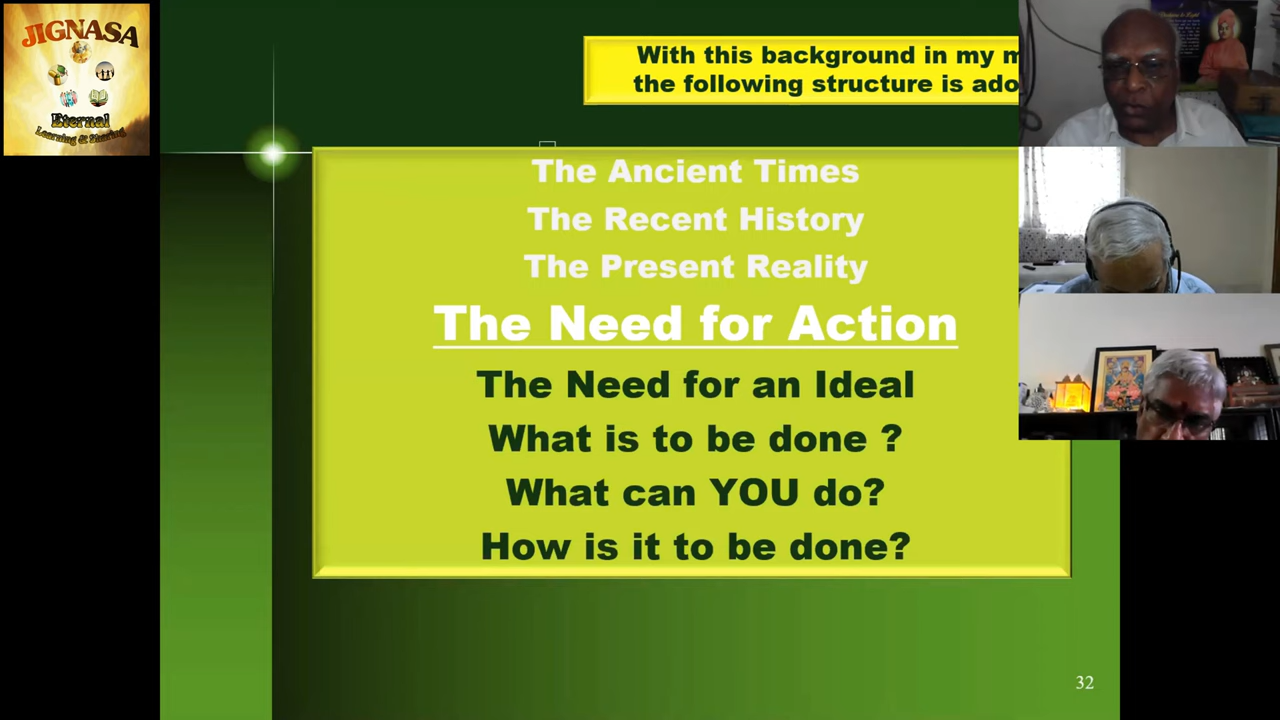 JIGNASA
Eternal
Learning & Sharing
With this background in my m
the following structure is ado
The Ancient Times
The Recent History
The Present Reality
The Need for Action
The Need for an Ideal
What is to be done ?
What can YOU do?
How is it to be done?
32